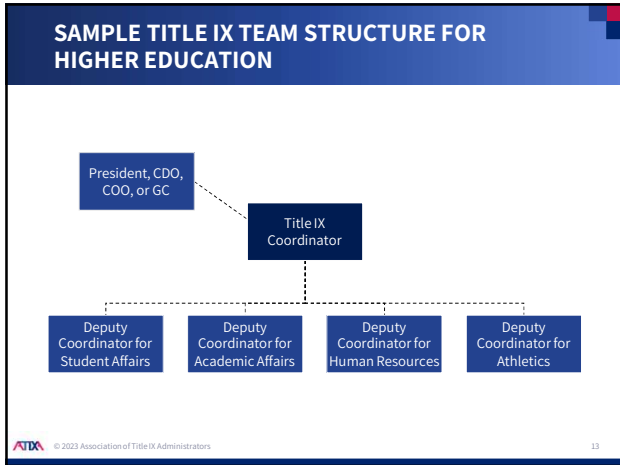 SAMPLE TITLE IX TEAM STRUCTURE FOR
HIGHER EDUCATION
President, CDO,
COO, or GC
Title IX
Coordinator
Deputy
Coordinator for
Student Affairs
Deputy
Coordinator for
Academic Affairs
Deputy
Coordinator for
Human Resources
Deputy
Coordinator for
Athletics
ATIXA © 2023 Association of Title IX Administrators 13